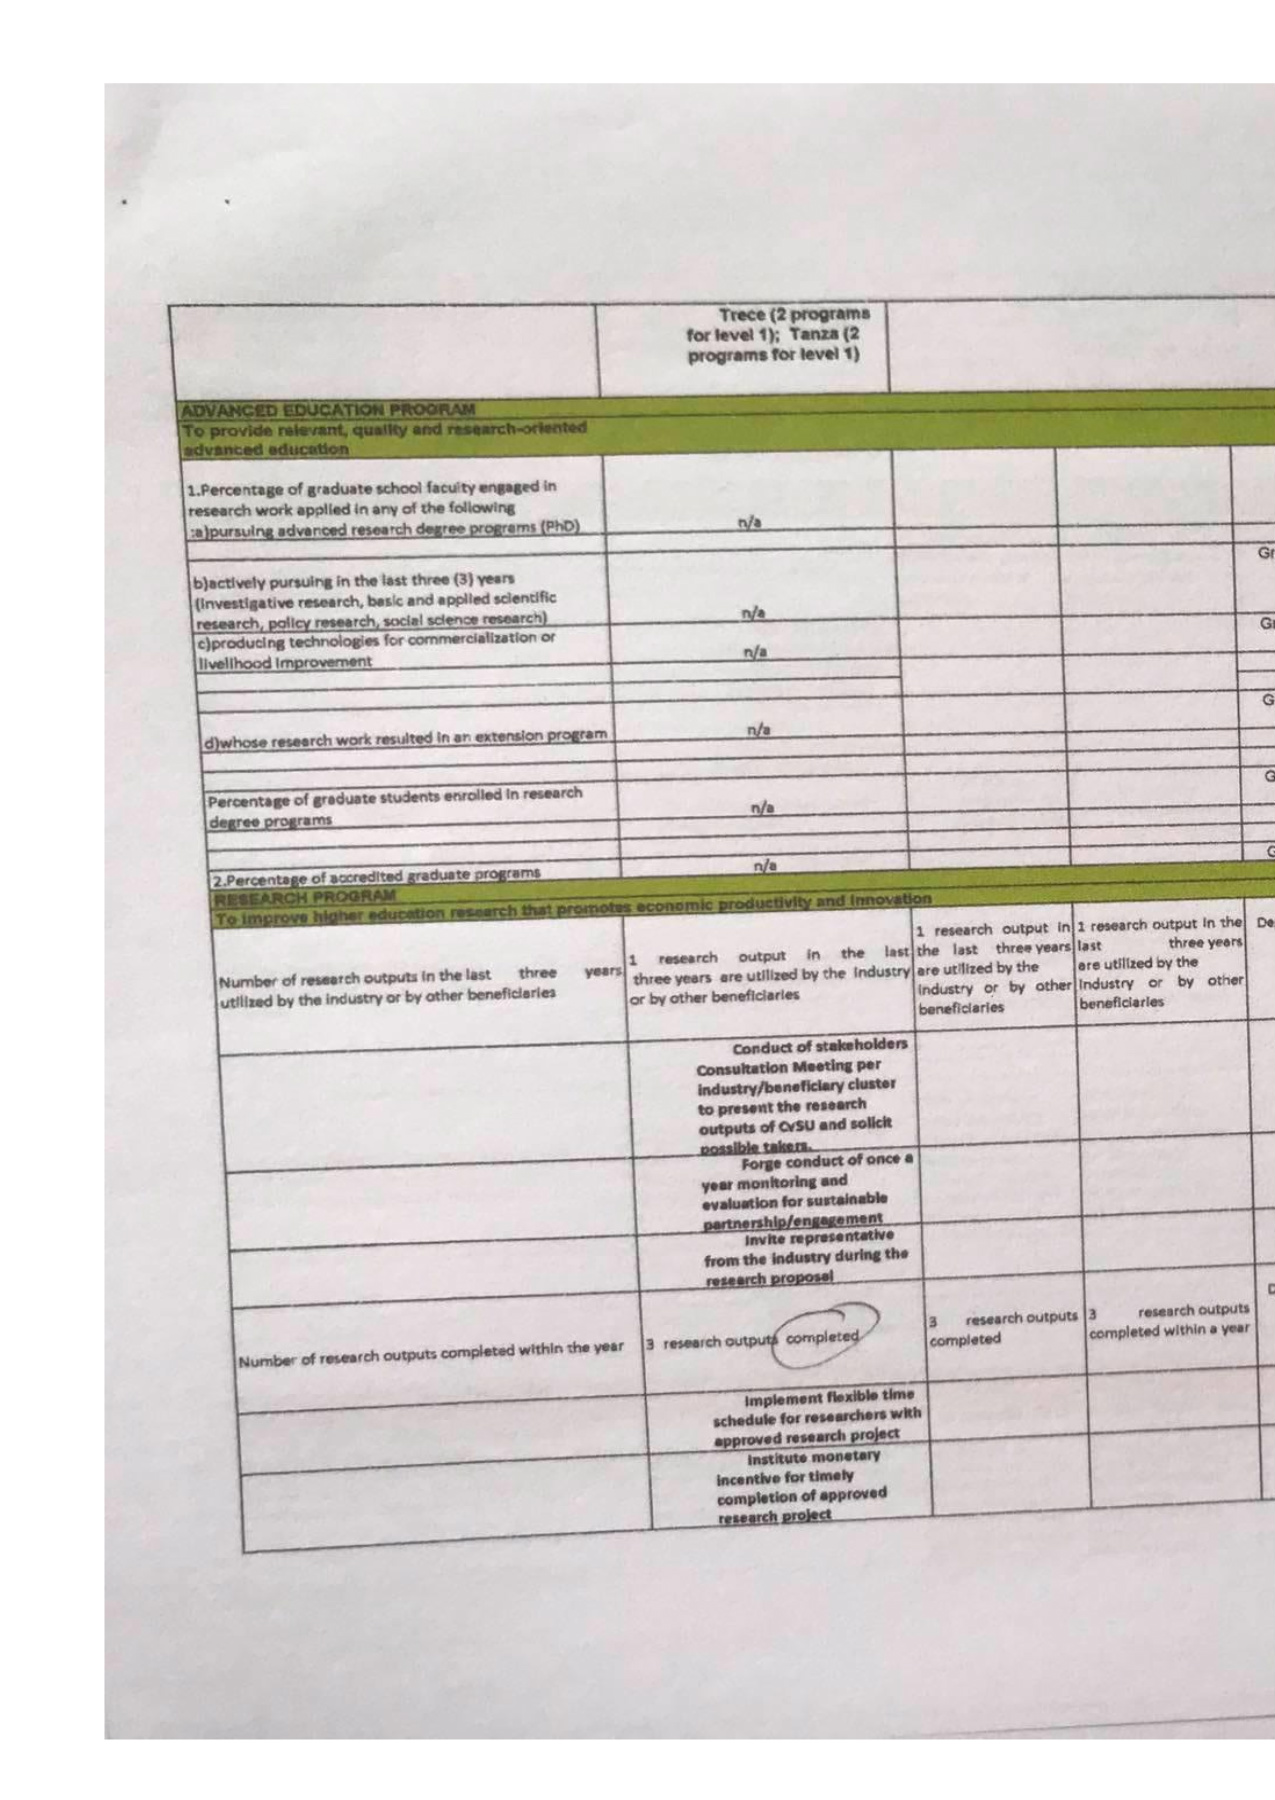 Trece (2 programs
for level 1); Tanza (2
programs for level 1)
ADVANCED EDUCATION PROGRAM
To provide relevant, quality and research-oriented
advanced education
1.Percentage of graduate school faculty engaged in
research work applied in any of the following
:a)pursuing advanced research degree programs (PhD)
n/a
Gr
b)actively pursuing in the last three (3) years
(investigative research, basic and applied scientific
research, policy research, social science research)
n/a
Gr
c)producing technologies for commercialization or
livelihood improvement
n/a
G
d)whose research work resulted in an extension program
n/a
G
Percentage of graduate students enrolled in research
degree programs
n/a
G
2.Percentage of accredited graduate programs
n/a
RESEARCH PROGRAM
To improve higher education research that promotes economic productivity and innovation
Number of research outputs in the last three years
utilized by the industry or by other beneficiaries
1 research output in the last
three years are utilized by the industry
or by other beneficiaries
1 research output in
the last three years
are utilized by the
industry or by other
beneficiaries
1 research output in the
last three years
are utilized by the
industry or by other
beneficiaries
De
Conduct of stakeholders
Consultation Meeting per
industry/beneficiary cluster
to present the research
outputs of CvSU and solicit
possible takers.
Forge conduct of once a
year monitoring and
evaluation for sustainable
partnership/engagement
Invite representative
from the industry during the
research proposal
Number of research outputs completed within the year
3 research outputs completed
3 research outputs
completed
3 research outputs
completed within a year
D
Implement flexible time
schedule for researchers with
approved research project
Institute monetary
incentive for timely
completion of approved
research project